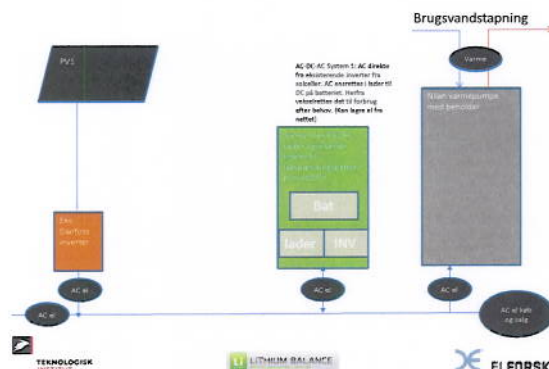 Brugsvandstapning
PV1
AC-DC-AC System 1: AC direkte
fra eksisterende inverter fra
solceller. AC ensrettes i lader til
DC på batteriet. Herfra
vekselrettes det til forbrug
efter behov. (Kan lagre el fra
nettet)
Varme
Nilan varmepumpe
med beholder
Bat
lader
INV
Eks.
Danfoss
inverter
AC el
AC el
AC el
AC el
AC el køb
og salg
TEKNOLOGISK
LITHIUM BALANCE
ELFORSK